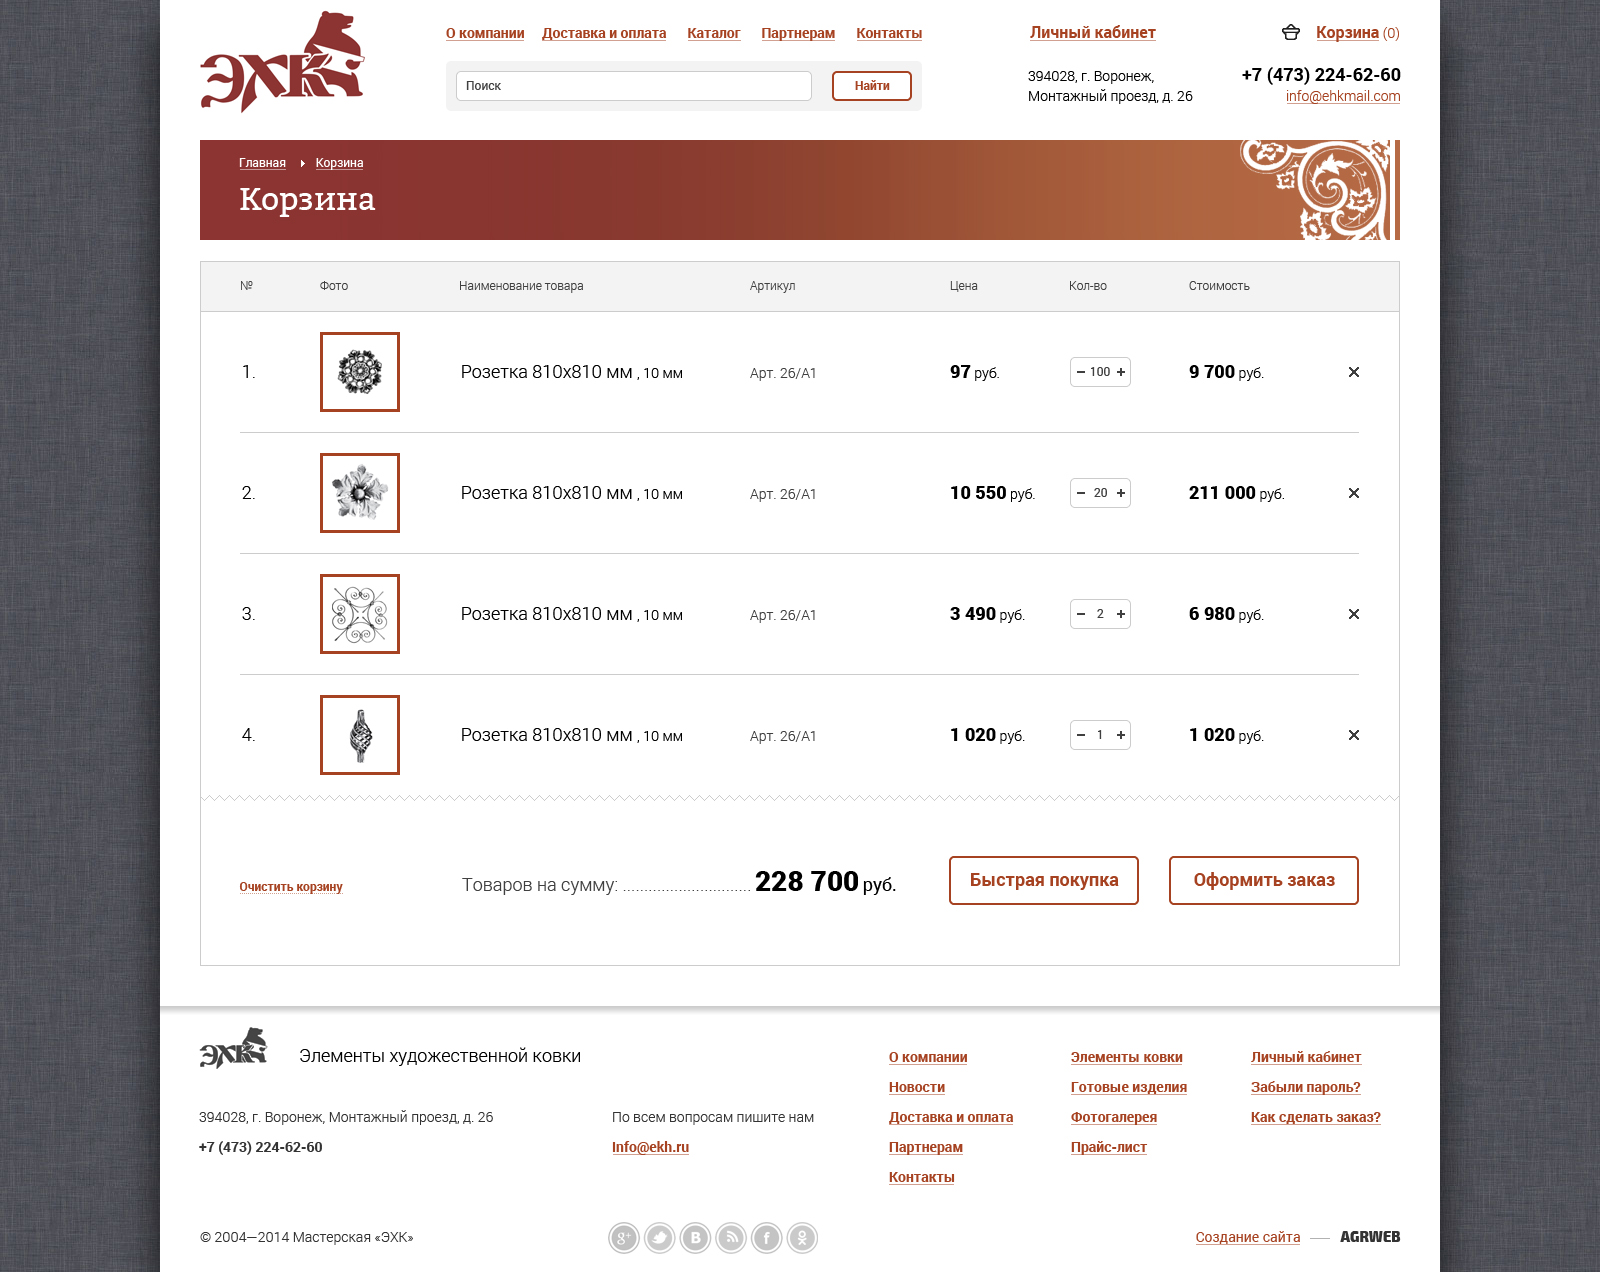 ЭХК
О компании Доставка и оплата Каталог Партнерам Контакты
Личный кабинет
Корзина (0)
Поиск
Найти
394028, г. Воронеж,
Монтажный проезд, д. 26
+7 (473) 224-62-60
info@ehkmail.com
Главная Корзина
Корзина
№ Фото Наименование товара Артикул Цена Кол-во Стоимость
1. Розетка 810х810 мм , 10 мм Арт. 26/А1 97 руб. − 100 + 9 700 руб. ×
2. Розетка 810х810 мм , 10 мм Арт. 26/А1 10 550 руб. − 20 + 211 000 руб. ×
3. Розетка 810х810 мм , 10 мм Арт. 26/А1 3 490 руб. − 2 + 6 980 руб. ×
4. Розетка 810х810 мм , 10 мм Арт. 26/А1 1 020 руб. − 1 + 1 020 руб. ×
Очистить корзину
Товаров на сумму: .............................. 228 700 руб.
Быстрая покупка
Оформить заказ
ЭХК
Элементы художественной ковки
394028, г. Воронеж, Монтажный проезд, д. 26
+7 (473) 224-62-60
По всем вопросам пишите нам
Info@ekh.ru
О компании
Новости
Доставка и оплата
Партнерам
Контакты
Элементы ковки
Готовые изделия
Фотогалерея
Прайс-лист
Личный кабинет
Забыли пароль?
Как сделать заказ?
© 2004—2014 Мастерская «ЭХК»
g+ B f
Создание сайта — AGRWEB